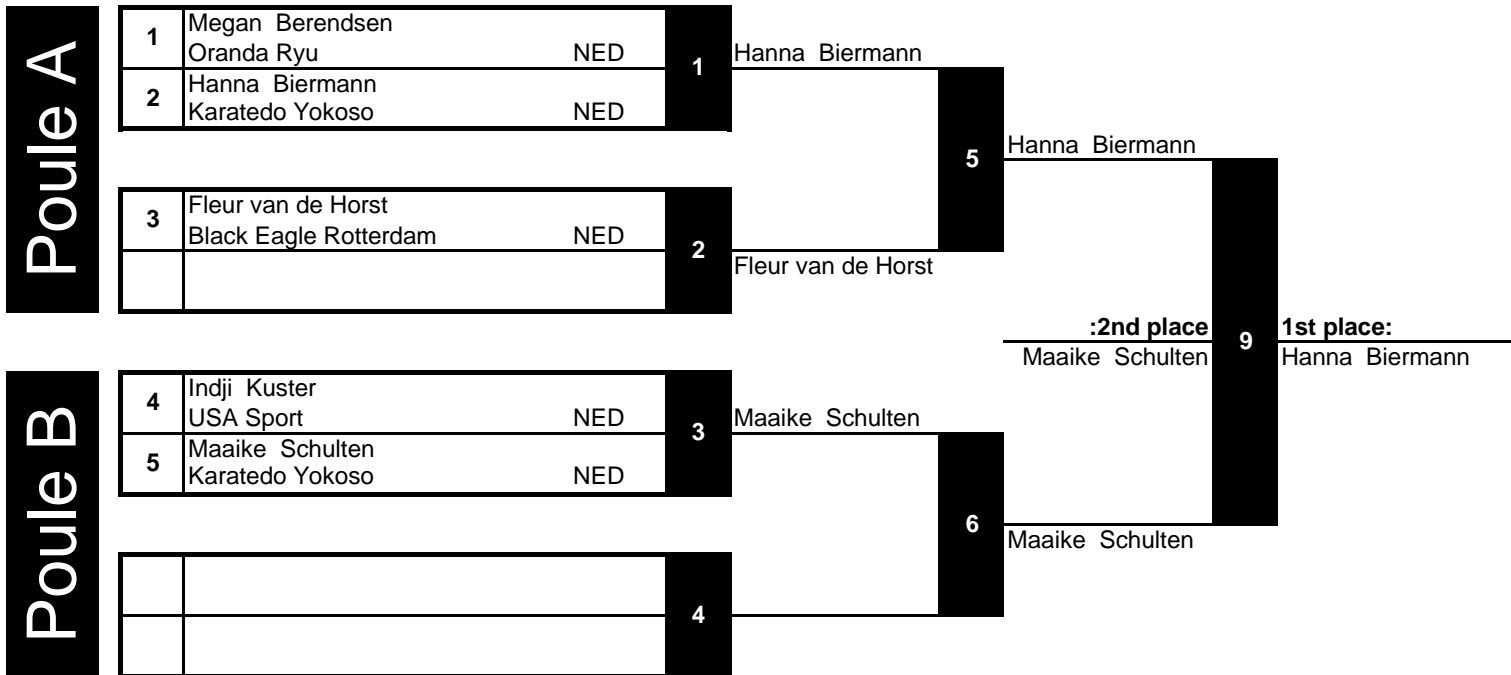 Poule A
1
Megan Berendsen
Oranda Ryu NED
2
Hanna Biermann
Karatedo Yokoso NED
1
Hanna Biermann
3
Fleur van de Horst
Black Eagle Rotterdam NED
2
Fleur van de Horst
5
Hanna Biermann
Poule B
4
Indji Kuster
USA Sport NED
5
Maaike Schulten
Karatedo Yokoso NED
3
Maaike Schulten
4
6
Maaike Schulten
:2nd place
Maaike Schulten
9
1st place:
Hanna Biermann